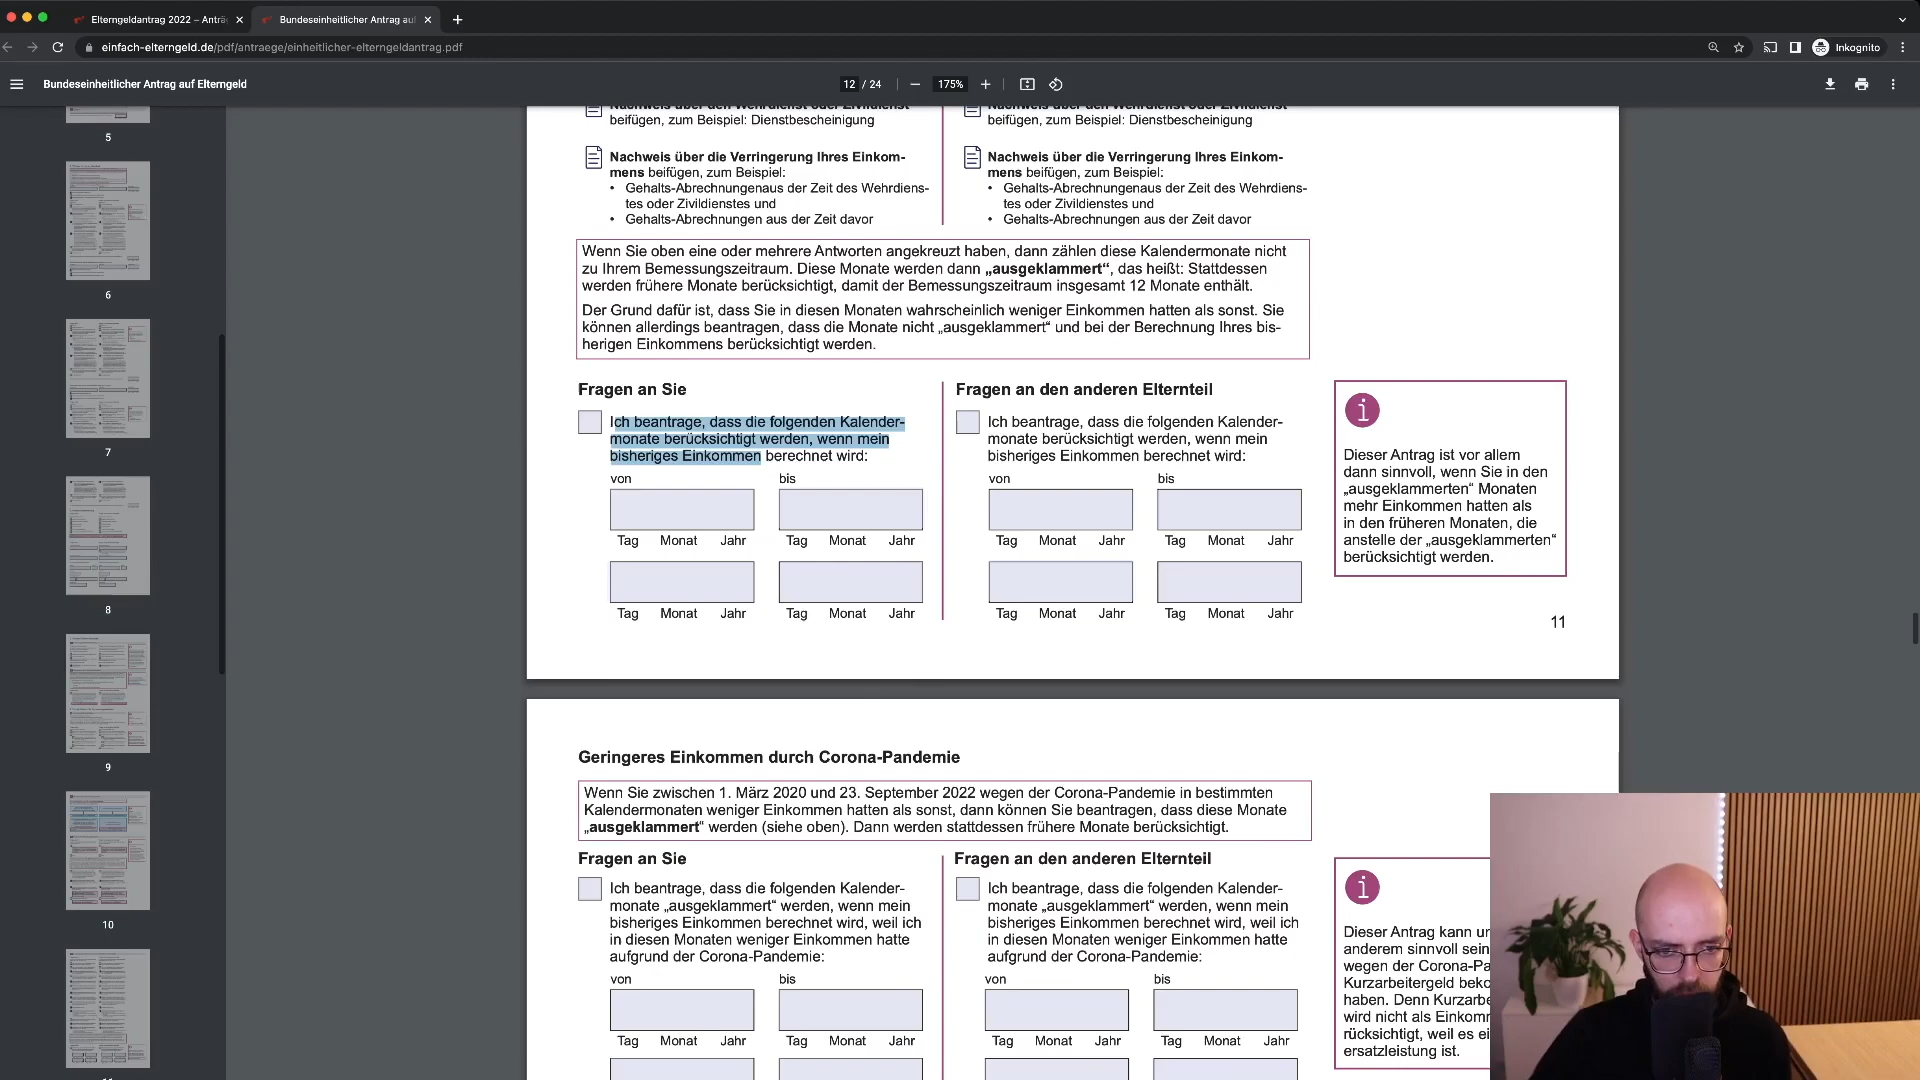 Elterngeldantrag 2022 – Anträ
Bundeseinheitlicher Antrag auf
einfach-elterngeld.de/pdf/antraege/einheitlicher-elterngeldantrag.pdf
Inkognito
Bundeseinheitlicher Antrag auf Elterngeld
12 / 24
175%
5
6
7
8
9
10
Nachweis über den Wehrdienst oder Zivildienst
beifügen, zum Beispiel: Dienstbescheinigung
Nachweis über die Verringerung Ihres Einkom-
mens beifügen, zum Beispiel:
• Gehalts-Abrechnungenaus der Zeit des Wehrdiens-
tes oder Zivildienstes und
• Gehalts-Abrechnungen aus der Zeit davor
Nachweis über den Wehrdienst oder Zivildienst
beifügen, zum Beispiel: Dienstbescheinigung
Nachweis über die Verringerung Ihres Einkom-
mens beifügen, zum Beispiel:
• Gehalts-Abrechnungenaus der Zeit des Wehrdiens-
tes oder Zivildienstes und
• Gehalts-Abrechnungen aus der Zeit davor
Wenn Sie oben eine oder mehrere Antworten angekreuzt haben, dann zählen diese Kalendermonate nicht
zu Ihrem Bemessungszeitraum. Diese Monate werden dann „ausgeklammert“, das heißt: Stattdessen
werden frühere Monate berücksichtigt, damit der Bemessungszeitraum insgesamt 12 Monate enthält.
Der Grund dafür ist, dass Sie in diesen Monaten wahrscheinlich weniger Einkommen hatten als sonst. Sie
können allerdings beantragen, dass die Monate nicht „ausgeklammert“ und bei der Berechnung Ihres bis-
herigen Einkommens berücksichtigt werden.
Fragen an Sie
Ich beantrage, dass die folgenden Kalender-
monate berücksichtigt werden, wenn mein
bisheriges Einkommen berechnet wird:
von bis
Tag Monat Jahr Tag Monat Jahr
Tag Monat Jahr Tag Monat Jahr
Fragen an den anderen Elternteil
Ich beantrage, dass die folgenden Kalender-
monate berücksichtigt werden, wenn mein
bisheriges Einkommen berechnet wird:
von bis
Tag Monat Jahr Tag Monat Jahr
Tag Monat Jahr Tag Monat Jahr
i
Dieser Antrag ist vor allem
dann sinnvoll, wenn Sie in den
„ausgeklammerten“ Monaten
mehr Einkommen hatten als
in den früheren Monaten, die
anstelle der „ausgeklammerten“
berücksichtigt werden.
11
Geringeres Einkommen durch Corona-Pandemie
Wenn Sie zwischen 1. März 2020 und 23. September 2022 wegen der Corona-Pandemie in bestimmten
Kalendermonaten weniger Einkommen hatten als sonst, dann können Sie beantragen, dass diese Monate
„ausgeklammert“ werden (siehe oben). Dann werden stattdessen frühere Monate berücksichtigt.
Fragen an Sie
Ich beantrage, dass die folgenden Kalender-
monate „ausgeklammert“ werden, wenn mein
bisheriges Einkommen berechnet wird, weil ich
in diesen Monaten weniger Einkommen hatte
aufgrund der Corona-Pandemie:
von bis
Tag Monat Jahr Tag Monat Jahr
Fragen an den anderen Elternteil
Ich beantrage, dass die folgenden Kalender-
monate „ausgeklammert“ werden, wenn mein
bisheriges Einkommen berechnet wird, weil ich
in diesen Monaten weniger Einkommen hatte
aufgrund der Corona-Pandemie:
von bis
Tag Monat Jahr Tag Monat Jahr
i
Dieser Antrag kann un
anderem sinnvoll sein
wegen der Corona-Pa
Kurzarbeitergeld beko
haben. Denn Kurzarbe
wird nicht als Einkomm
rücksichtigt, weil es ei
ersatzleistung ist.